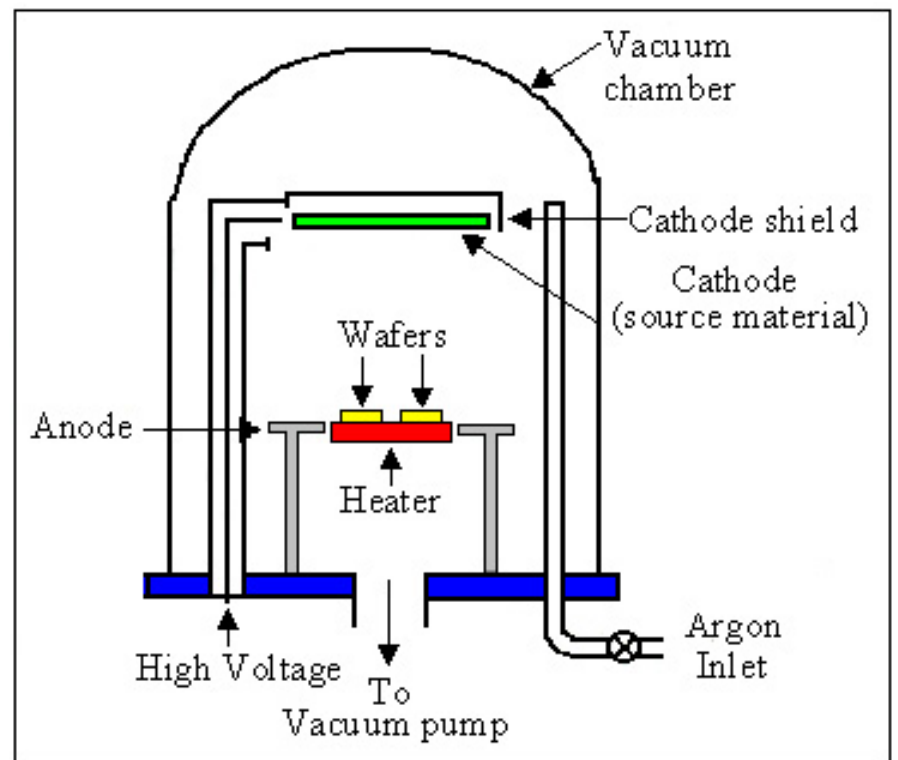 Vacuum
chamber
Cathode shield
Cathode
(source material)
Wafers
Anode
Heater
High Voltage
To
Vacuum pump
Argon
Inlet